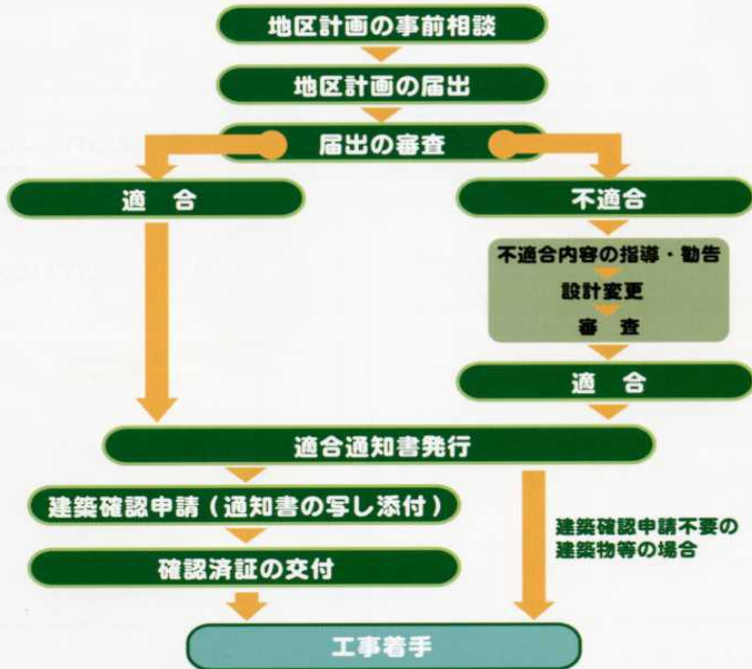 地区計画の事前相談
地区計画の届出
届出の審査
適 合
不適合
不適合内容の指導・勧告
設計変更
審 査
適 合
適合通知書発行
建築確認申請（通知書の写し添付）
確認済証の交付
建築確認申請不要の
建築物等の場合
工事着手